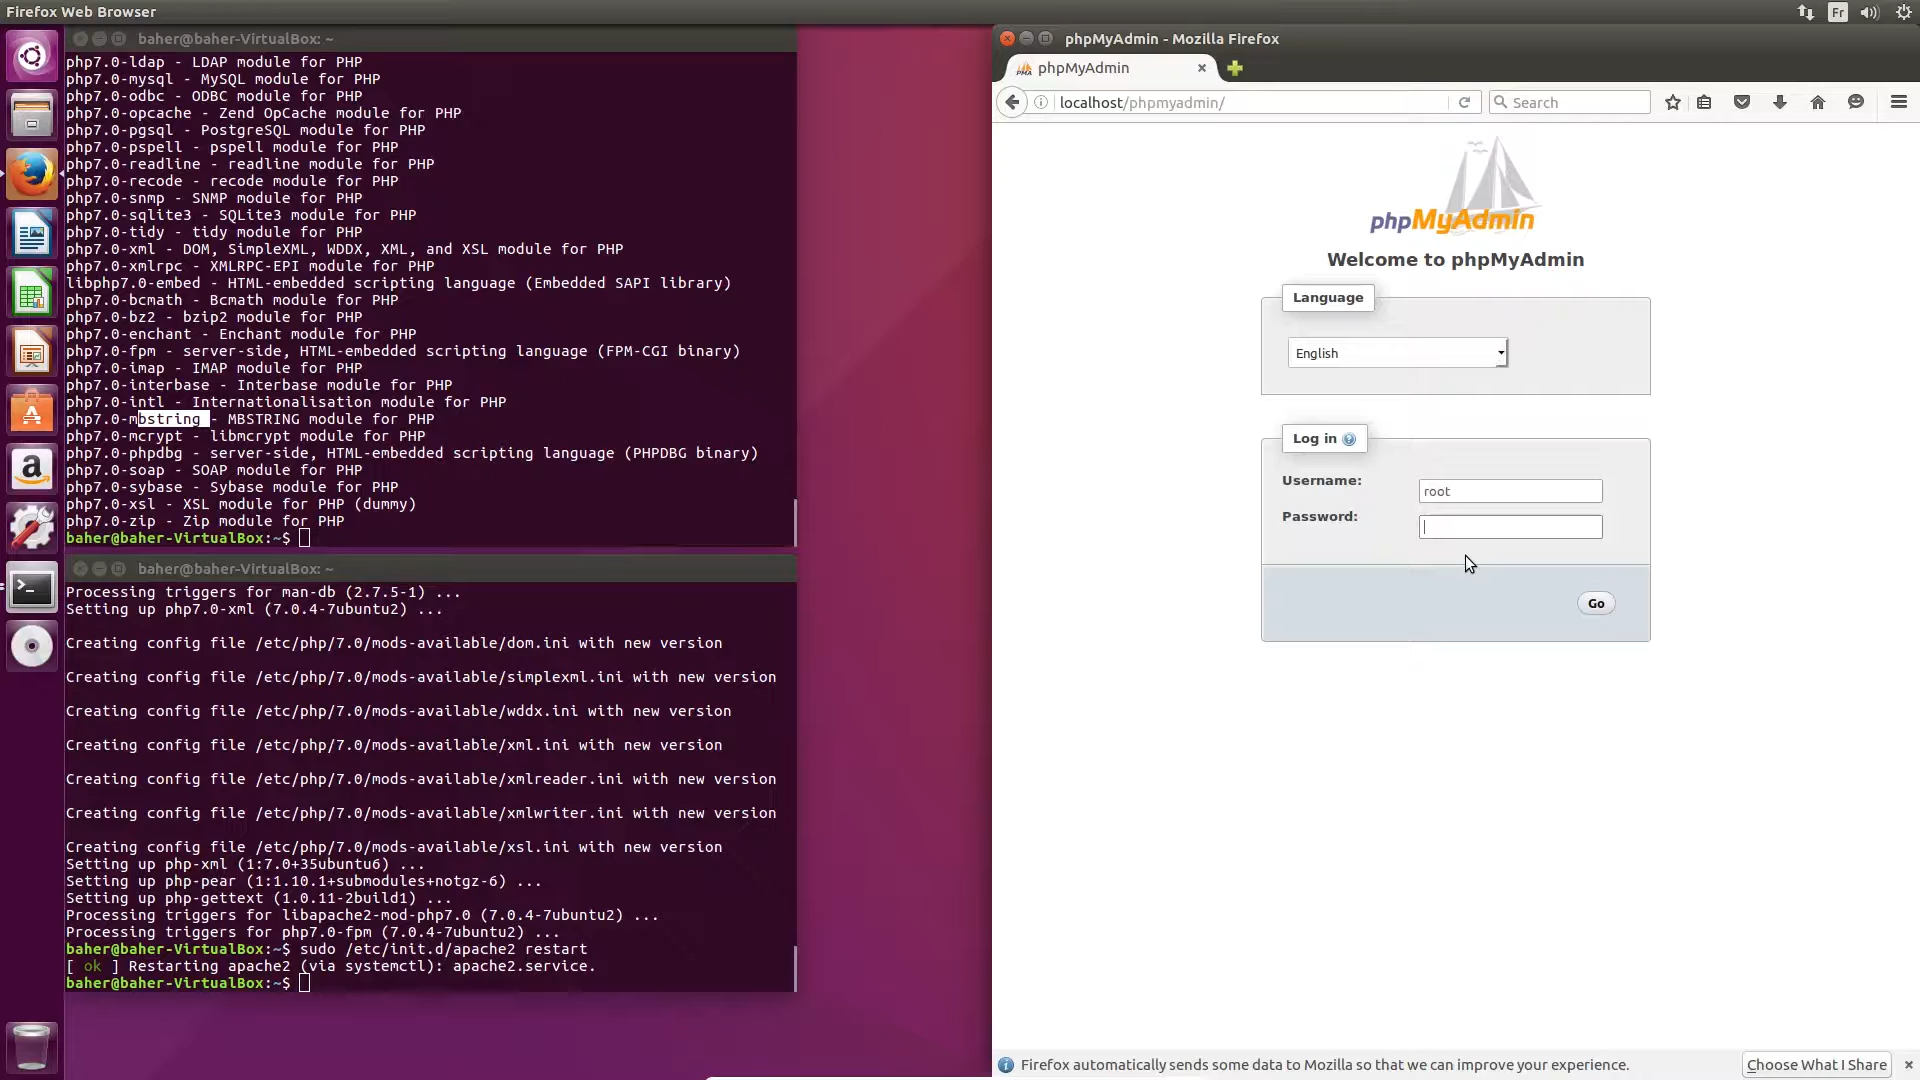 Firefox Web Browser
Fr
baher@baher-VirtualBox: ~
php7.0-ldap - LDAP module for PHP
php7.0-mysql - MySQL module for PHP
php7.0-odbc - ODBC module for PHP
php7.0-opcache - Zend OpCache module for PHP
php7.0-pgsql - PostgreSQL module for PHP
php7.0-pspell - pspell module for PHP
php7.0-readline - readline module for PHP
php7.0-recode - recode module for PHP
php7.0-snmp - SNMP module for PHP
php7.0-sqlite3 - SQLite3 module for PHP
php7.0-tidy - tidy module for PHP
php7.0-xml - DOM, SimpleXML, WDDX, XML, and XSL module for PHP
php7.0-xmlrpc - XMLRPC-EPI module for PHP
libphp7.0-embed - HTML-embedded scripting language (Embedded SAPI library)
php7.0-bcmath - Bcmath module for PHP
php7.0-bz2 - bzip2 module for PHP
php7.0-enchant - Enchant module for PHP
php7.0-fpm - server-side, HTML-embedded scripting language (FPM-CGI binary)
php7.0-imap - IMAP module for PHP
php7.0-interbase - Interbase module for PHP
php7.0-intl - Internationalisation module for PHP
php7.0-mbstring - MBSTRING module for PHP
php7.0-mcrypt - libmcrypt module for PHP
php7.0-phpdbg - server-side, HTML-embedded scripting language (PHPDBG binary)
php7.0-soap - SOAP module for PHP
php7.0-sybase - Sybase module for PHP
php7.0-xsl - XSL module for PHP (dummy)
php7.0-zip - Zip module for PHP
baher@baher-VirtualBox:~$
baher@baher-VirtualBox: ~
Processing triggers for man-db (2.7.5-1) ...
Setting up php7.0-xml (7.0.4-7ubuntu2) ...
Creating config file /etc/php/7.0/mods-available/dom.ini with new version
Creating config file /etc/php/7.0/mods-available/simplexml.ini with new version
Creating config file /etc/php/7.0/mods-available/wddx.ini with new version
Creating config file /etc/php/7.0/mods-available/xml.ini with new version
Creating config file /etc/php/7.0/mods-available/xmlreader.ini with new version
Creating config file /etc/php/7.0/mods-available/xmlwriter.ini with new version
Creating config file /etc/php/7.0/mods-available/xsl.ini with new version
Setting up php-xml (1:7.0+35ubuntu6) ...
Setting up php-pear (1:1.10.1+submodules+notgz-6) ...
Setting up php-gettext (1.0.11-2build1) ...
Processing triggers for libapache2-mod-php7.0 (7.0.4-7ubuntu2) ...
Processing triggers for php7.0-fpm (7.0.4-7ubuntu2) ...
baher@baher-VirtualBox:~$ sudo /etc/init.d/apache2 restart
[ ok ] Restarting apache2 (via systemctl): apache2.service.
baher@baher-VirtualBox:~$
phpMyAdmin - Mozilla Firefox
PMA phpMyAdmin
localhost/phpmyadmin/
Search
phpMyAdmin
Welcome to phpMyAdmin
Language
English
Log in
Username:
root
Password:
Go
Firefox automatically sends some data to Mozilla so that we can improve your experience.
Choose What I Share